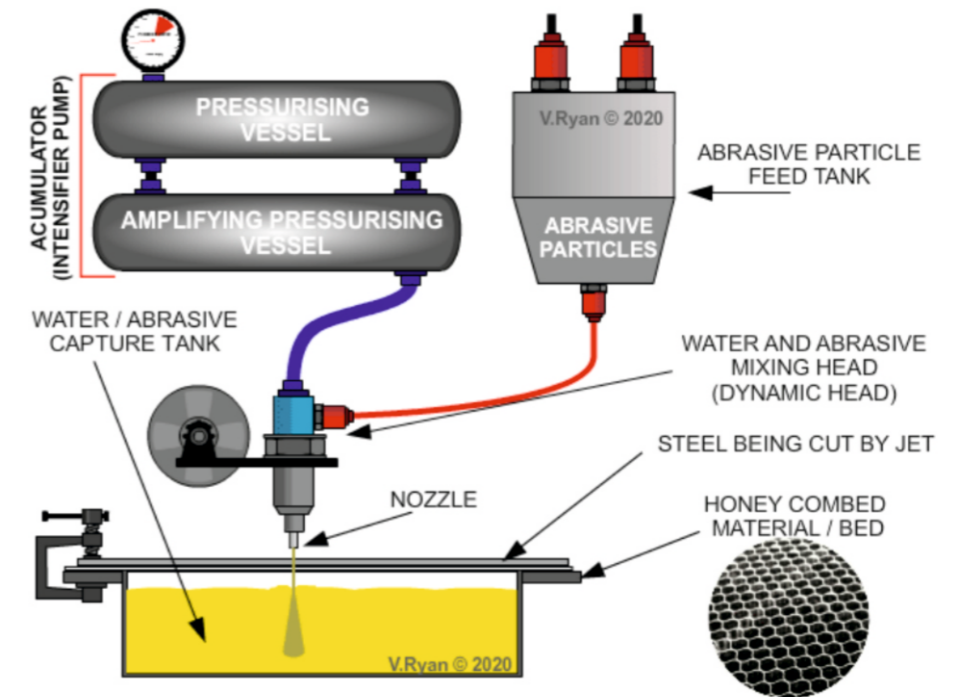 PRESSURISING
VESSEL
AMPLIFYING PRESSURISING
VESSEL
ACUMULATOR
(INTENSIFIER PUMP)
V.Ryan © 2020
ABRASIVE
PARTICLES
ABRASIVE PARTICLE
FEED TANK
WATER / ABRASIVE
CAPTURE TANK
WATER AND ABRASIVE
MIXING HEAD
(DYNAMIC HEAD)
STEEL BEING CUT BY JET
NOZZLE
HONEY COMBED
MATERIAL / BED
V.Ryan © 2020